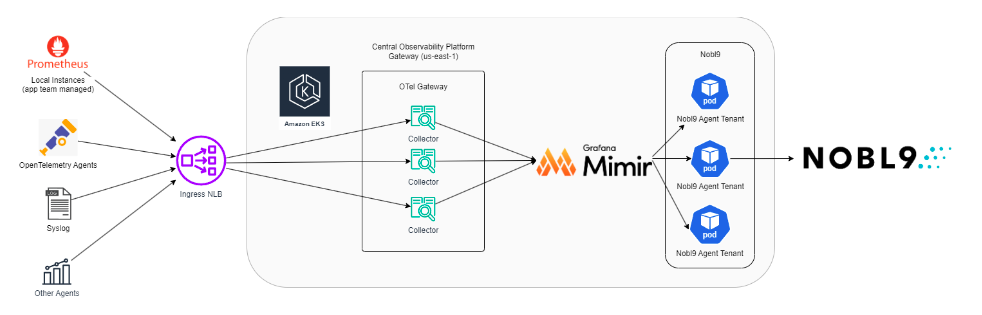 Prometheus
Local Instances
(app team managed)
OpenTelemetry Agents
Syslog
Other Agents
Ingress NLB
Central Observability Platform
Gateway (us-east-1)
K
Amazon EKS
OTel Gateway
Collector
Collector
Collector
Grafana
Mimir
Nobl9
pod
Nobl9 Agent Tenant
pod
Nobl9 Agent Tenant
pod
Nobl9 Agent Tenant
NOBL9